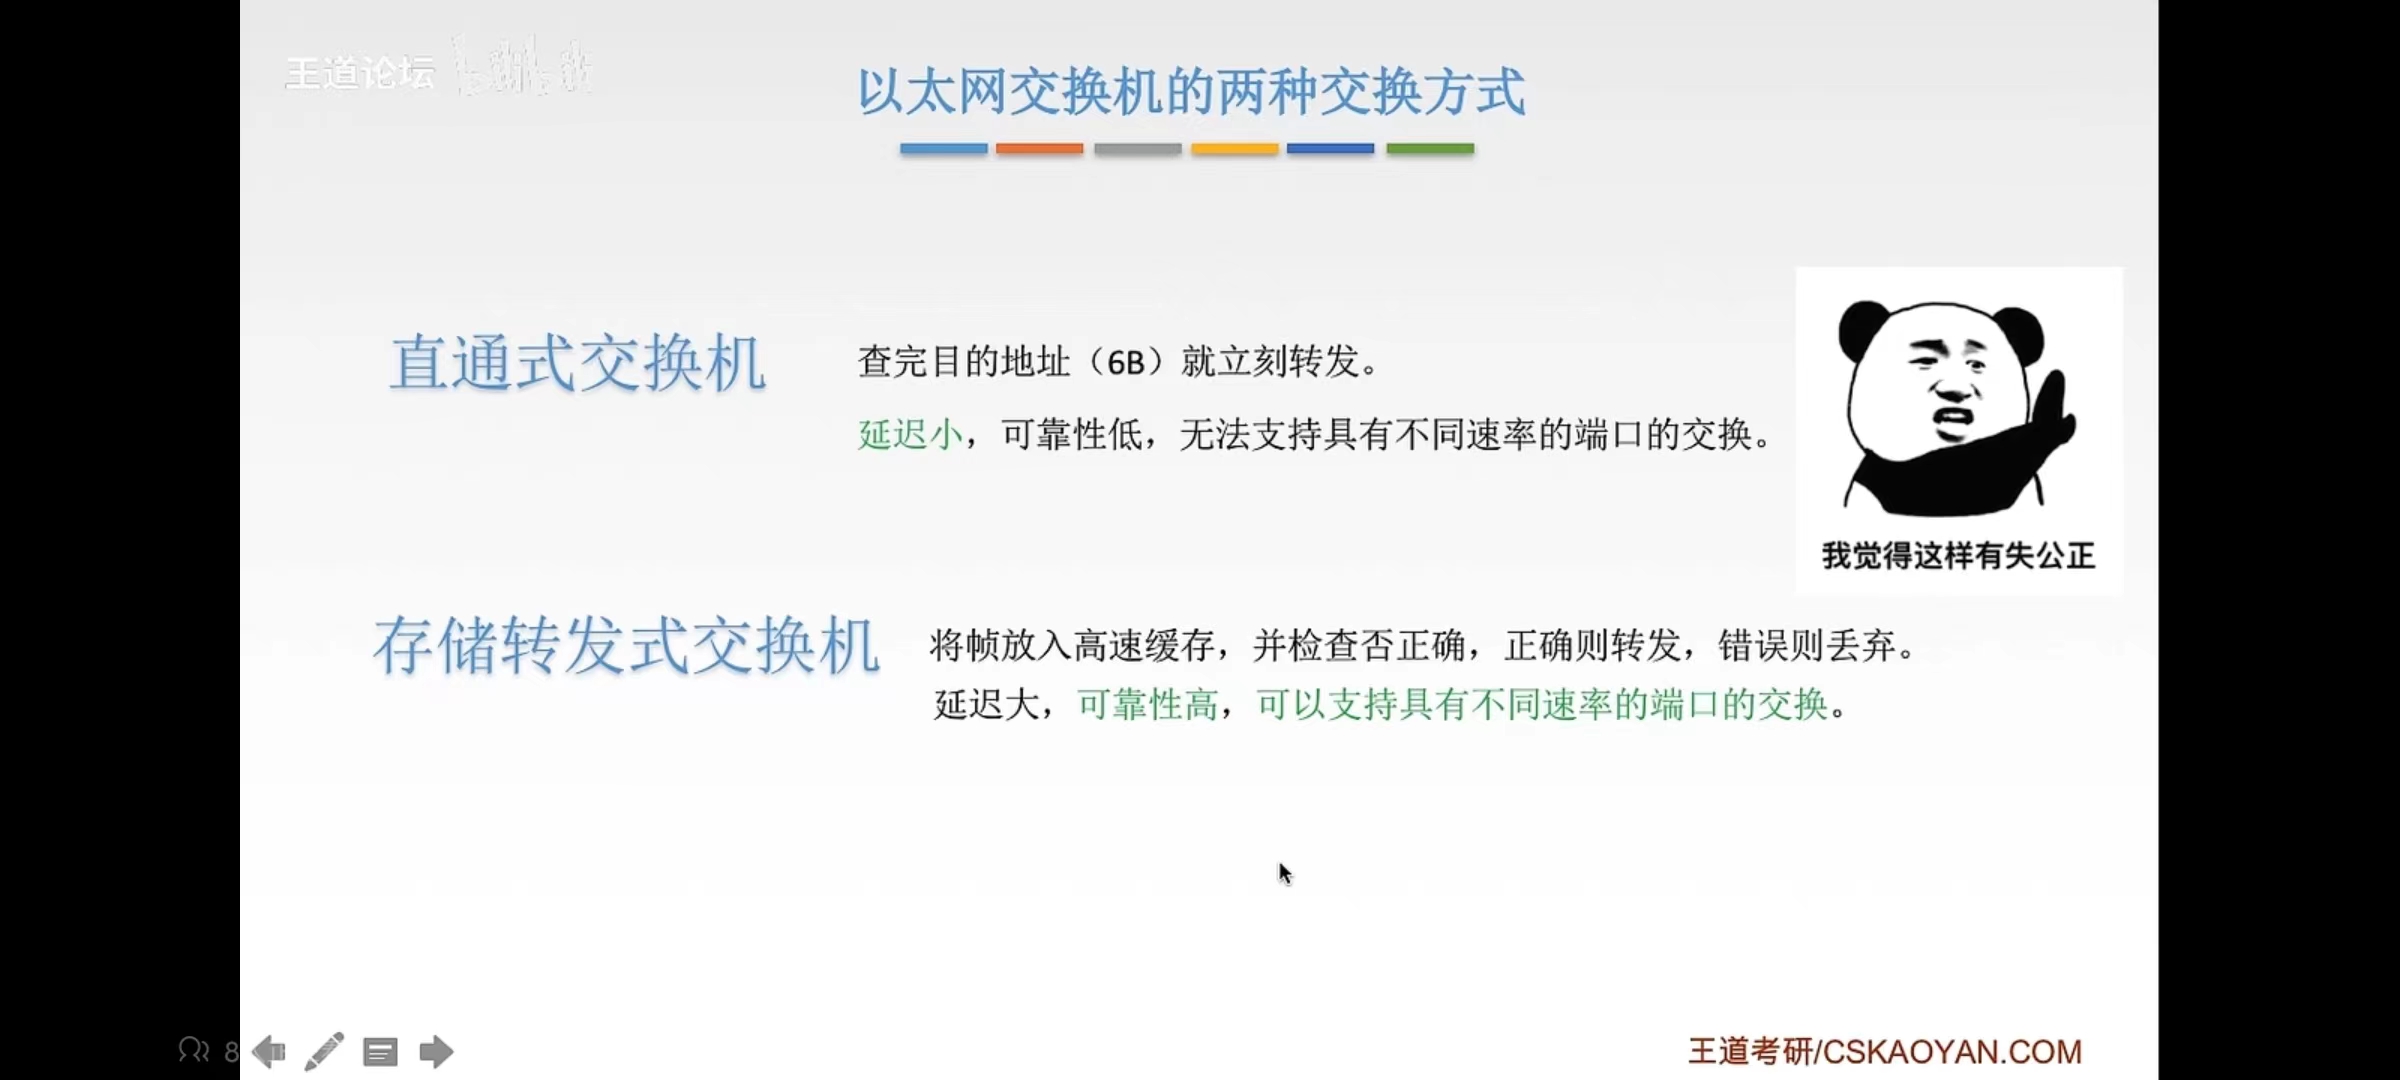 王道论坛
以太网交换机的两种交换方式
直通式交换机
查完目的地址（6B）就立刻转发。
延迟小，可靠性低，无法支持具有不同速率的端口的交换。
我觉得这样有失公正
存储转发式交换机
将帧放入高速缓存，并检查否正确，正确则转发，错误则丢弃。
延迟大，可靠性高，可以支持具有不同速率的端口的交换。
8
王道考研/CSKAOYAN.COM